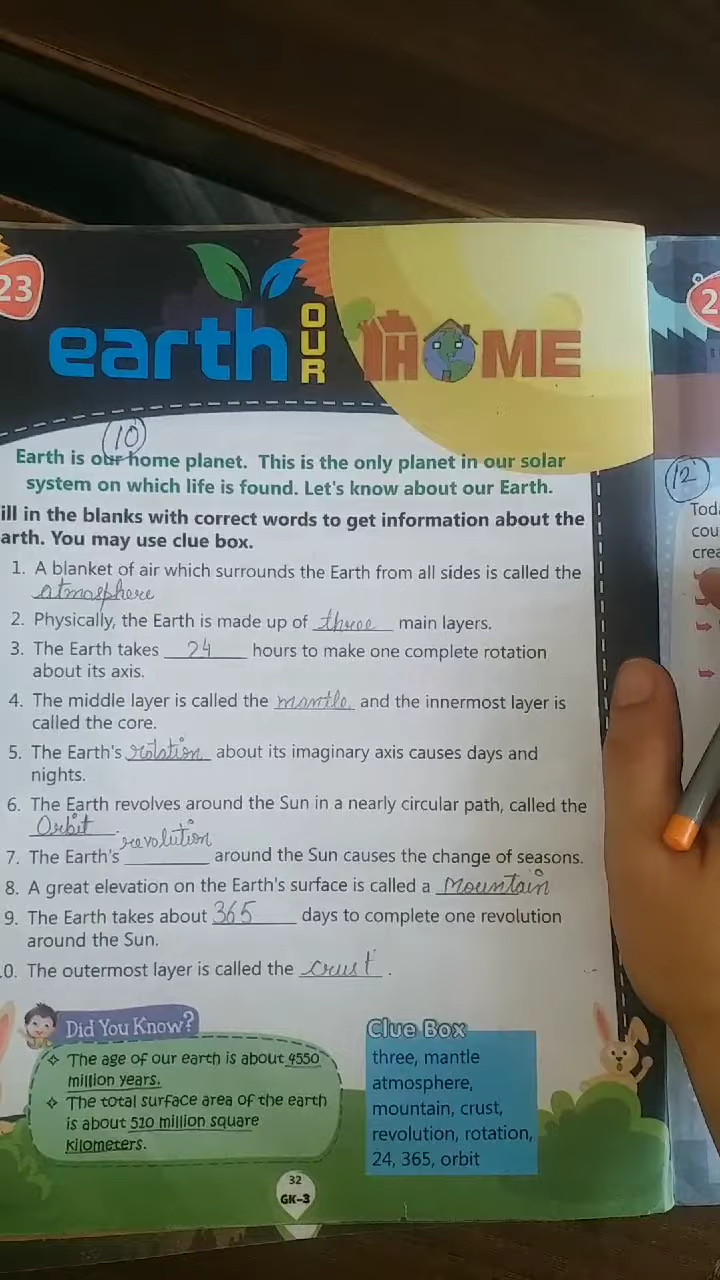 23
earth OUR HOME
2
10
Earth is our home planet. This is the only planet in our solar
system on which life is found. Let's know about our Earth.
12
ill in the blanks with correct words to get information about the
arth. You may use clue box.
Tod
cou
crea
1. A blanket of air which surrounds the Earth from all sides is called the
atmosphere
2. Physically, the Earth is made up of three main layers.
3. The Earth takes 24 hours to make one complete rotation
about its axis.
4. The middle layer is called the mantle and the innermost layer is
called the core.
5. The Earth's rotation about its imaginary axis causes days and
nights.
6. The Earth revolves around the Sun in a nearly circular path, called the
Orbit.
7. The Earth's revolution around the Sun causes the change of seasons.
8. A great elevation on the Earth's surface is called a Mountain
9. The Earth takes about 365 days to complete one revolution
around the Sun.
0. The outermost layer is called the crust.
Did You Know?
The age of our earth is about 4550
million years.
The total surface area of the earth
is about 510 million square
kilometers.
Clue Box
three, mantle
atmosphere,
mountain, crust,
revolution, rotation,
24, 365, orbit
32
GK-3